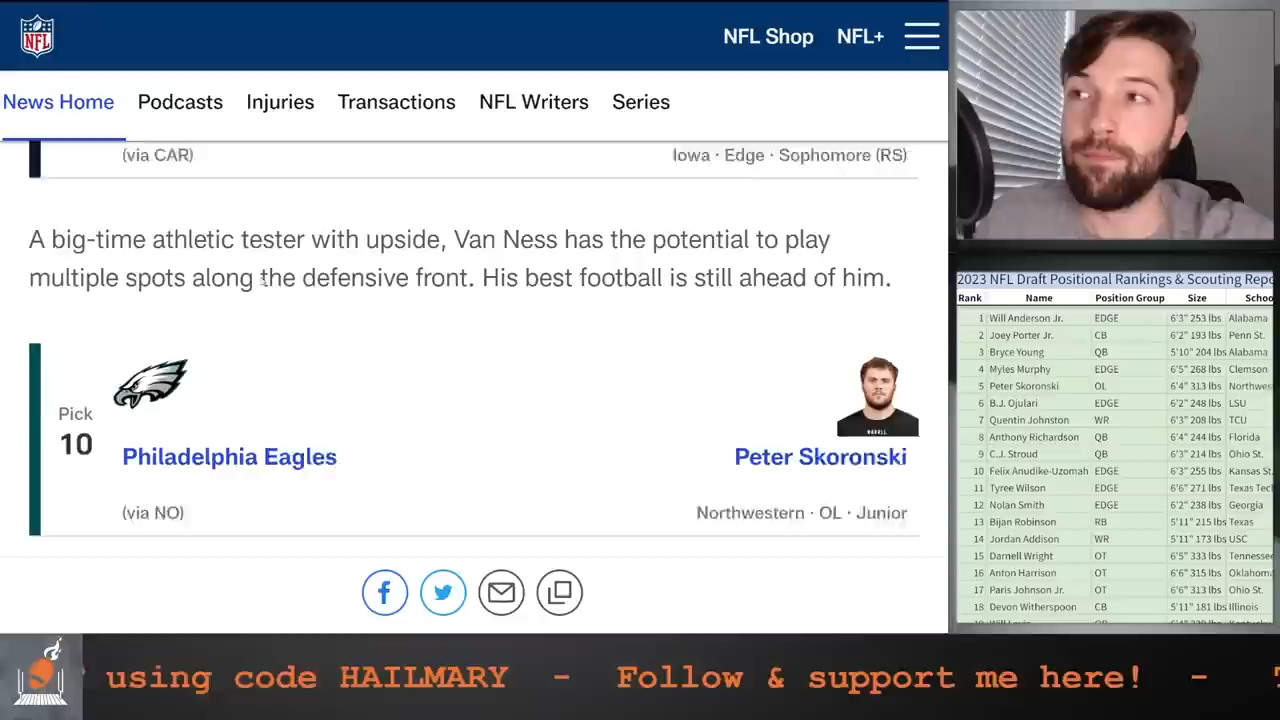 NFL
NFL Shop
NFL+
News Home
Podcasts
Injuries
Transactions
NFL Writers
Series
(via CAR)
Iowa · Edge · Sophomore (RS)
A big-time athletic tester with upside, Van Ness has the potential to play
multiple spots along the defensive front. His best football is still ahead of him.
Pick
10
Philadelphia Eagles
(via NO)
Peter Skoronski
Northwestern · OL · Junior
2023 NFL Draft Positional Rankings & Scouting Repo
Rank Name Position Group Size Schoo
1 Will Anderson Jr. EDGE 6'3" 253 lbs Alabama
2 Joey Porter Jr. CB 6'2" 193 lbs Penn St.
3 Bryce Young QB 5'10" 204 lbs Alabama
4 Myles Murphy EDGE 6'5" 268 lbs Clemson
5 Peter Skoronski OL 6'4" 313 lbs Northwes
6 B.J. Ojulari EDGE 6'2" 248 lbs LSU
7 Quentin Johnston WR 6'3" 208 lbs TCU
8 Anthony Richardson QB 6'4" 244 lbs Florida
9 C.J. Stroud QB 6'3" 214 lbs Ohio St.
10 Felix Anudike-Uzomah EDGE 6'3" 255 lbs Kansas St.
11 Tyree Wilson EDGE 6'6" 271 lbs Texas Tech
12 Nolan Smith EDGE 6'2" 238 lbs Georgia
13 Bijan Robinson RB 5'11" 215 lbs Texas
14 Jordan Addison WR 5'11" 173 lbs USC
15 Darnell Wright OT 6'5" 333 lbs Tennessee
16 Anton Harrison OT 6'6" 315 lbs Oklahoma
17 Paris Johnson Jr. OT 6'6" 313 lbs Ohio St.
18 Devon Witherspoon CB 5'11" 181 lbs Illinois
using code HAILMARY - Follow & support me here! -